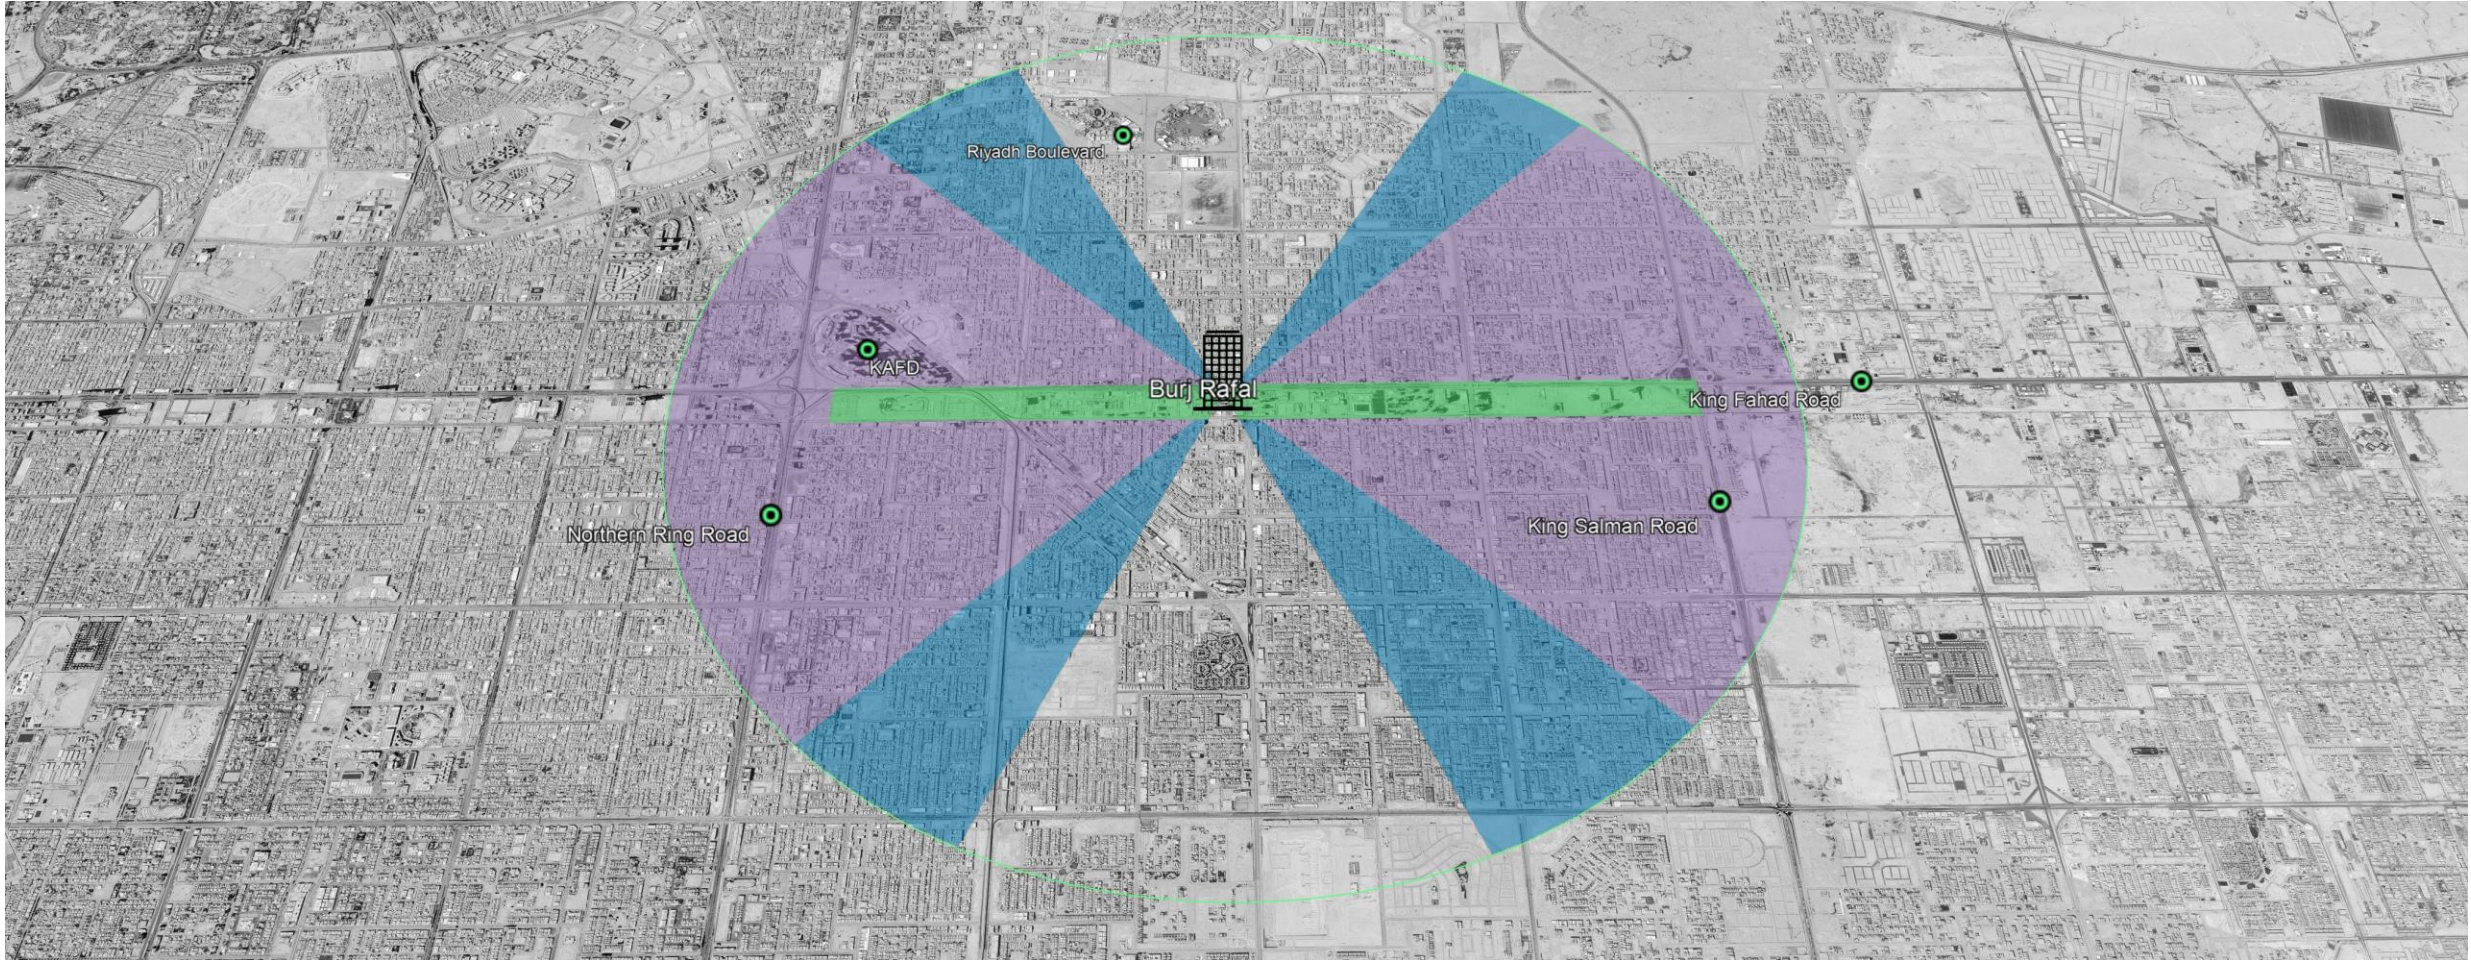 Riyadh Boulevard
KAFD
Burj Rafal
King Fahad Road
King Salman Road
Northern Ring Road